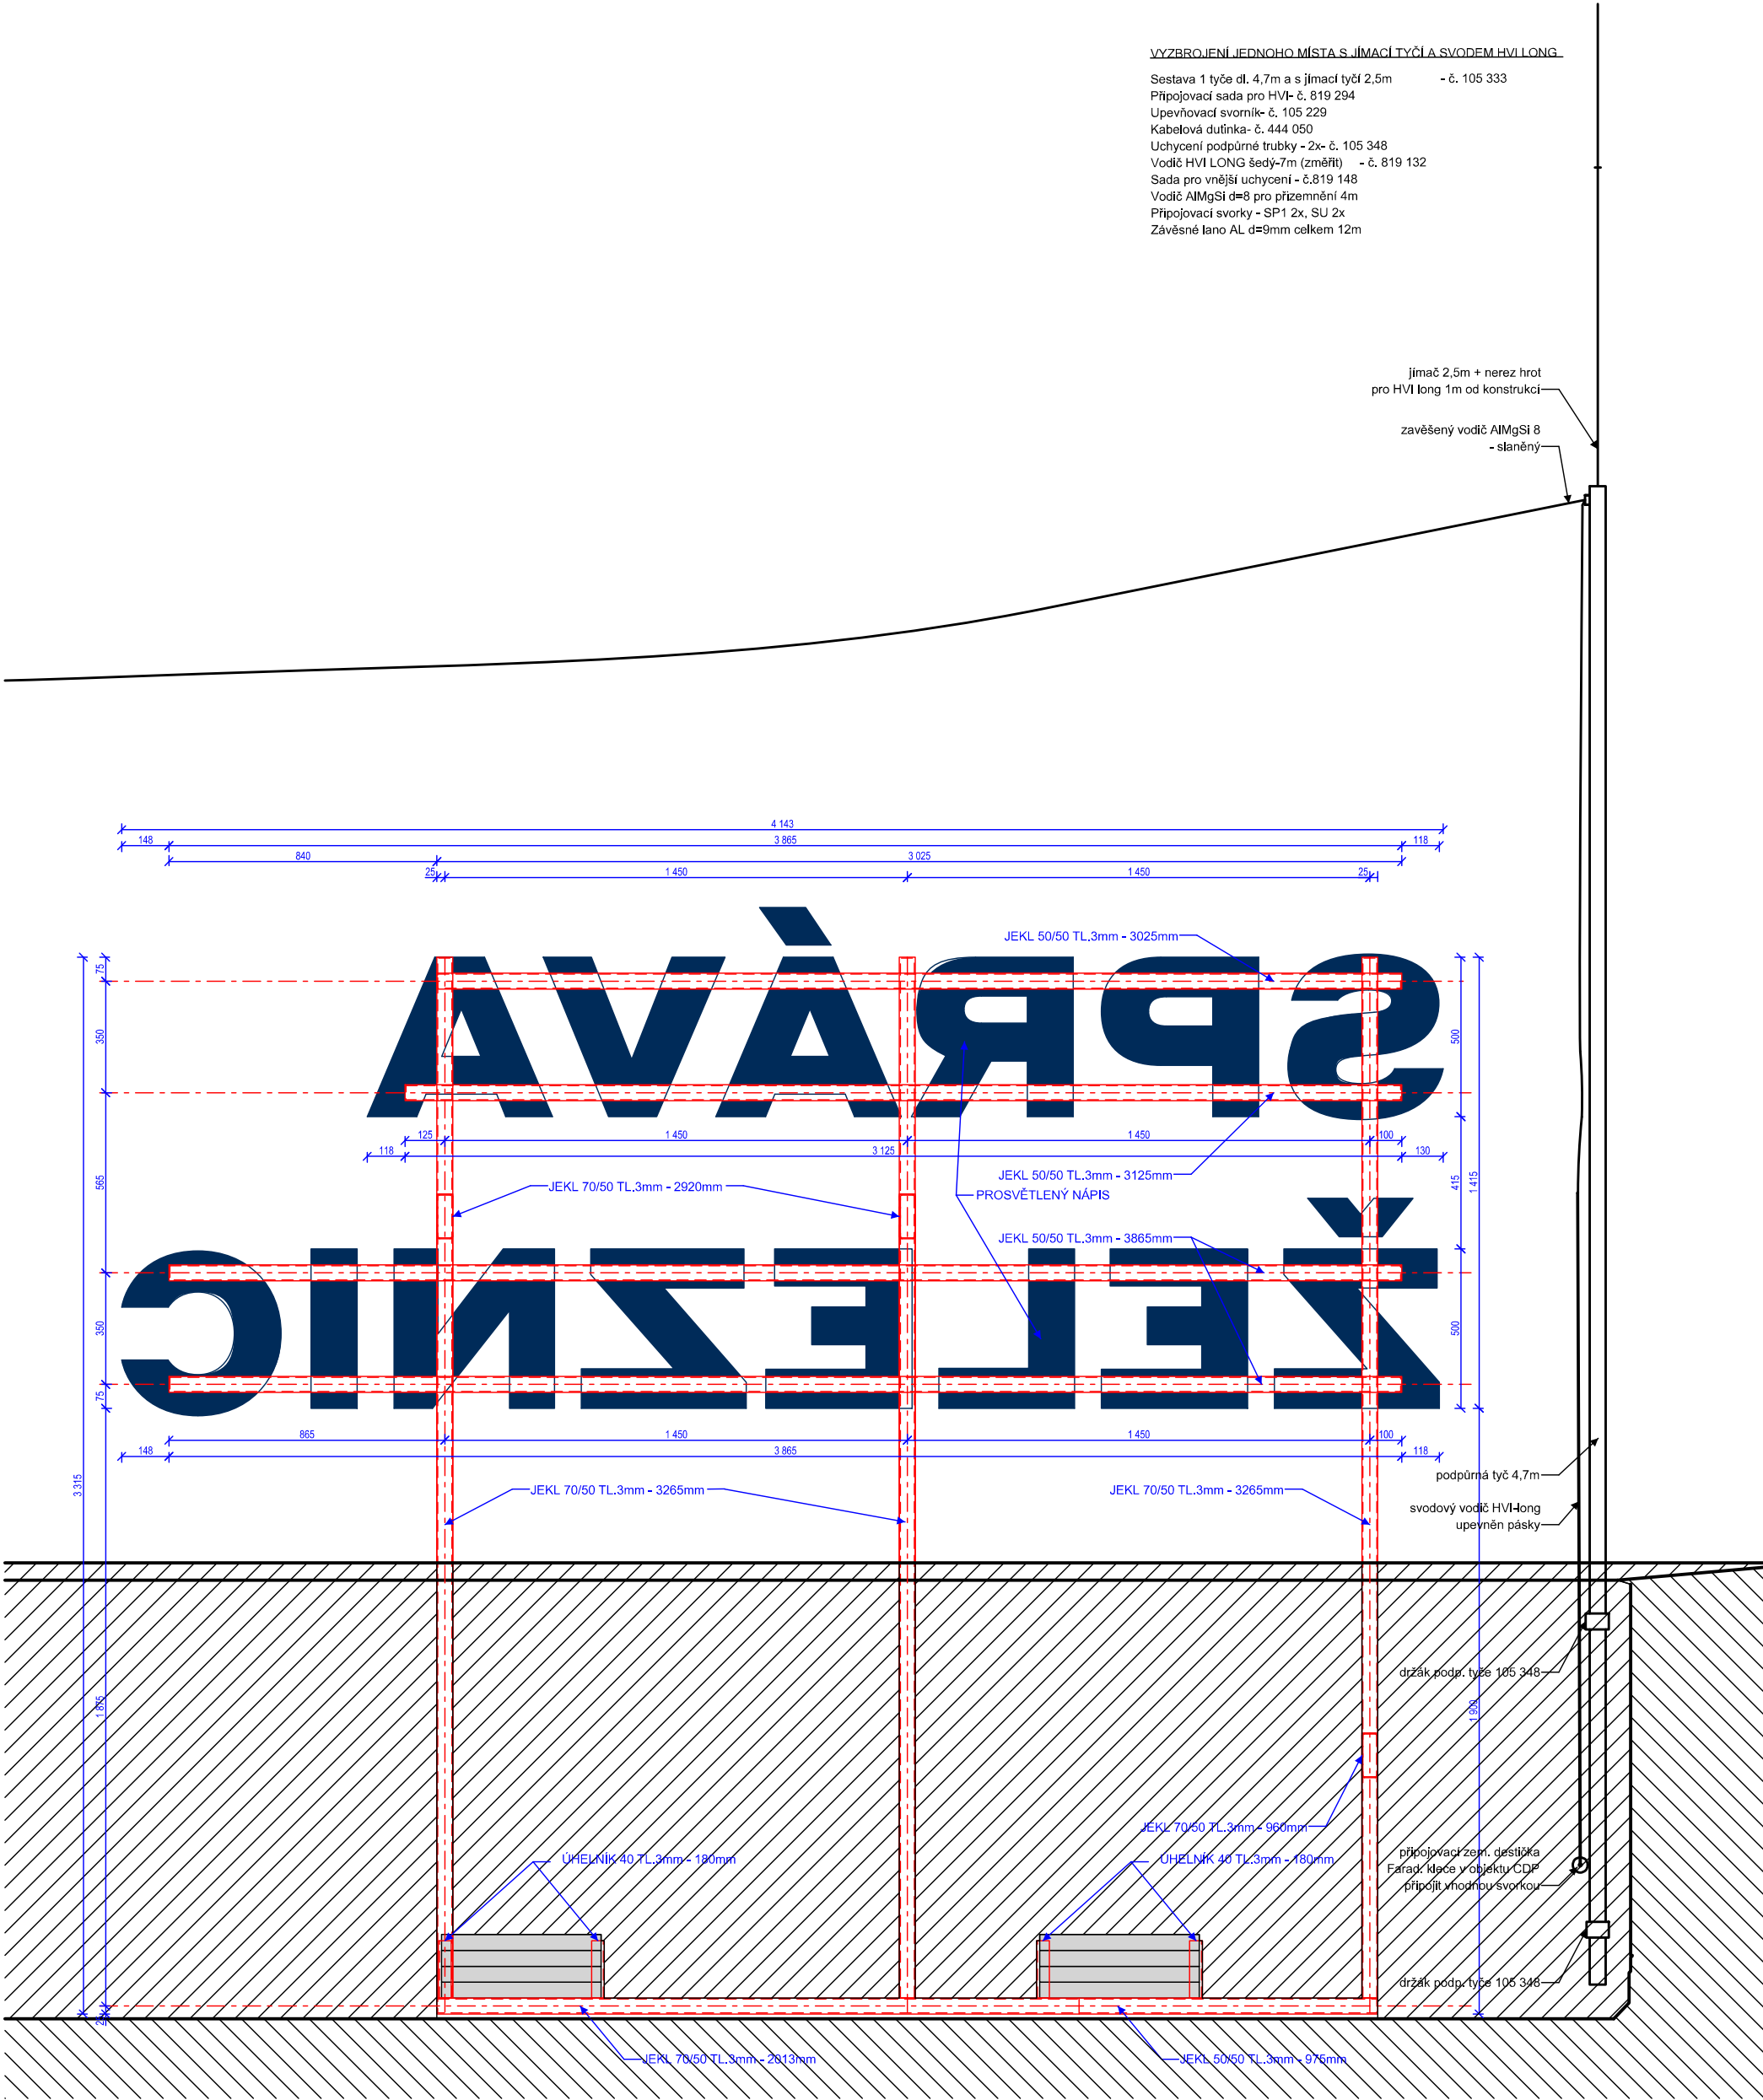 VYZBROJENÍ JEDNOHO MÍSTA S JÍMACÍ TYČÍ A SVODEM HVI LONG
Sestava 1 tyče dl. 4,7m a s jímací tyčí 2,5m - č. 105 333
Připojovací sada pro HVI- č. 819 294
Upevňovací svorník- č. 105 229
Kabelová dutinka- č. 444 050
Uchycení podpůrné trubky - 2x- č. 105 348
Vodič HVI LONG šedý-7m (změřit) - č. 819 132
Sada pro vnější uchycení - č.819 148
Vodič AlMgSi d=8 pro přizemnění 4m
Připojovací svorky - SP1 2x, SU 2x
Závěsné lano AL d=9mm celkem 12m
jímač 2,5m + nerez hrot
pro HVI long 1m od konstrukcí
zavěšený vodič AlMgSi 8
- slaněný
4 143
148 3 865 118
840 3 025
25 1 450 1 450 25
JEKL 50/50 TL.3mm - 3025mm
SPRÁVA
75
350
500
125 1 450 1 450 100
118 3 125 130
JEKL 50/50 TL.3mm - 3125mm
565
415
1 415
JEKL 70/50 TL.3mm - 2920mm
PROSVĚTLENÝ NÁPIS
JEKL 50/50 TL.3mm - 3865mm
ŽELEZNIC
350
500
75
865 1 450 1 450 100
148 3 865 118
3 315
podpůrná tyč 4,7m
JEKL 70/50 TL.3mm - 3265mm
JEKL 70/50 TL.3mm - 3265mm
svodový vodič HVI-long
upevněn pásky
držák podp. tyče 105 348
1 875
1 900
JEKL 70/50 TL.3mm - 960mm
ÚHELNÍK 40 TL.3mm - 180mm
ÚHELNÍK 40 TL.3mm - 180mm
připojovací zem. destička
Farad. klece v objektu CDP
připojit vhodnou svorkou
držák podp. tyče 105 348
25
JEKL 70/50 TL.3mm - 2013mm
JEKL 50/50 TL.3mm - 975mm